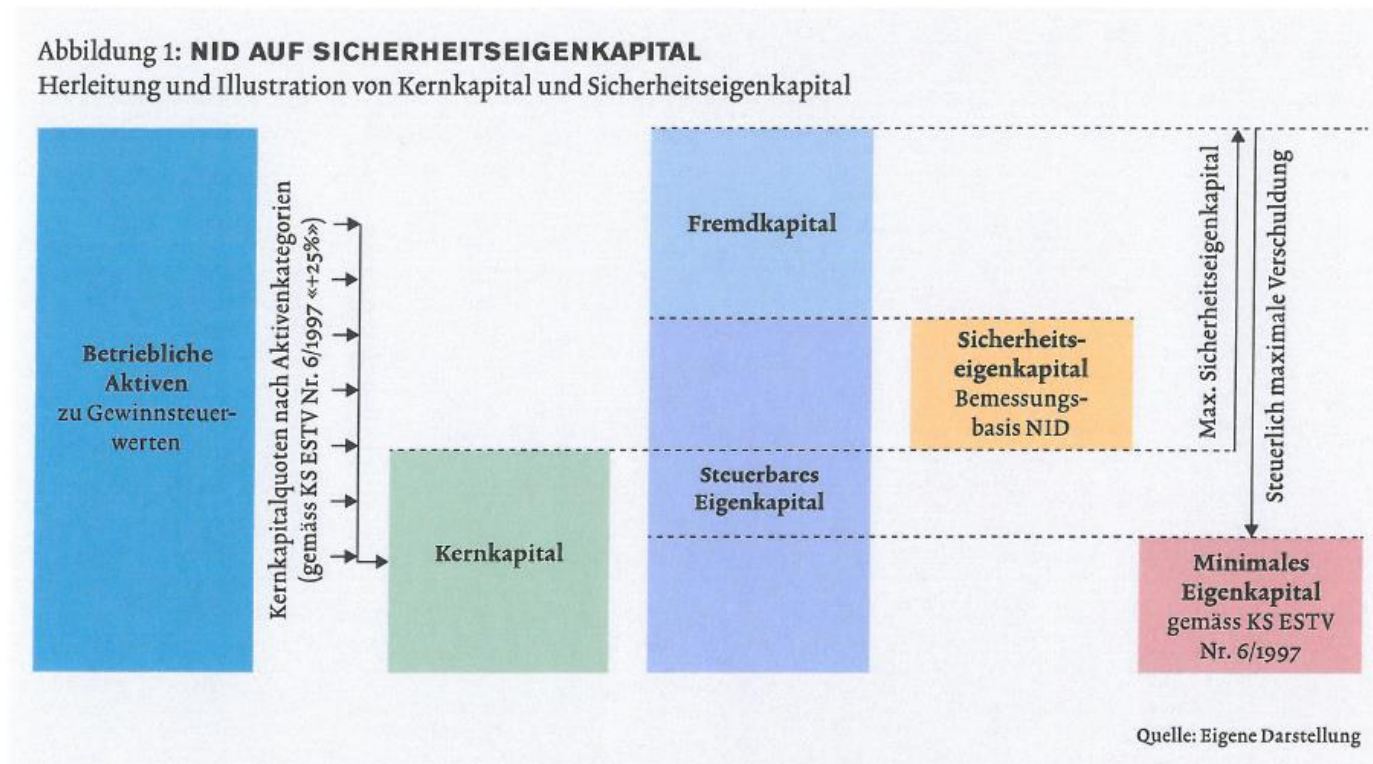 Abbildung 1: NID AUF SICHERHEITSEIGENKAPITAL
Herleitung und Illustration von Kernkapital und Sicherheitseigenkapital
Betriebliche
Aktiven
zu Gewinnsteuer-
werten
Kernkapitalquoten nach Aktivenkategorien
(gemäss KS ESTV Nr. 6/1997 «+25%»)
Kernkapital
Fremdkapital
Steuerbares
Eigenkapital
Sicherheits-
eigenkapital
Bemessungs-
basis NID
Max. Sicherheitseigenkapital
Steuerlich maximale Verschuldung
Minimales
Eigenkapital
gemäss KS ESTV
Nr. 6/1997
Quelle: Eigene Darstellung